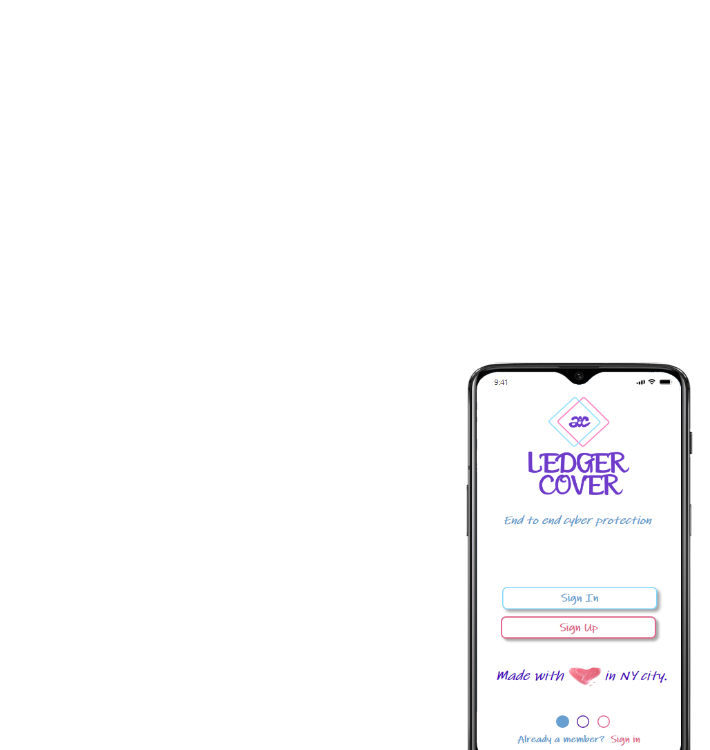 9:41
LEDGER
COVER
End to end cyber protection
Sign In
Sign Up
Made with in NY city.
Already a member? Sign in